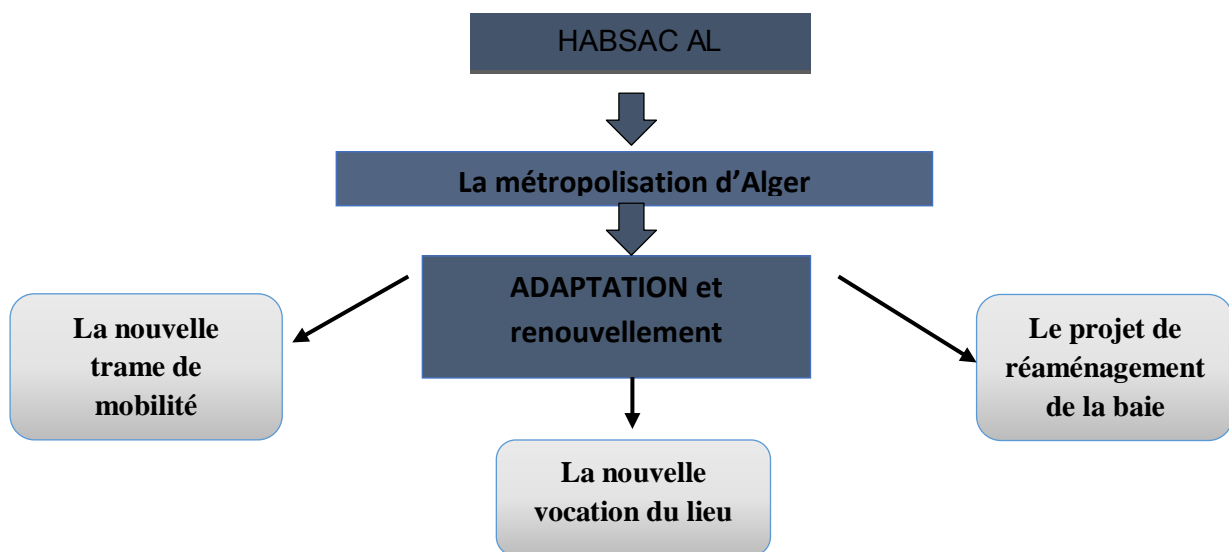 HABSAC AL
La métropolisation d’Alger
ADAPTATION et
renouvellement
La nouvelle
trame de
mobilité
Le projet de
réaménagement
de la baie
La nouvelle
vocation du lieu